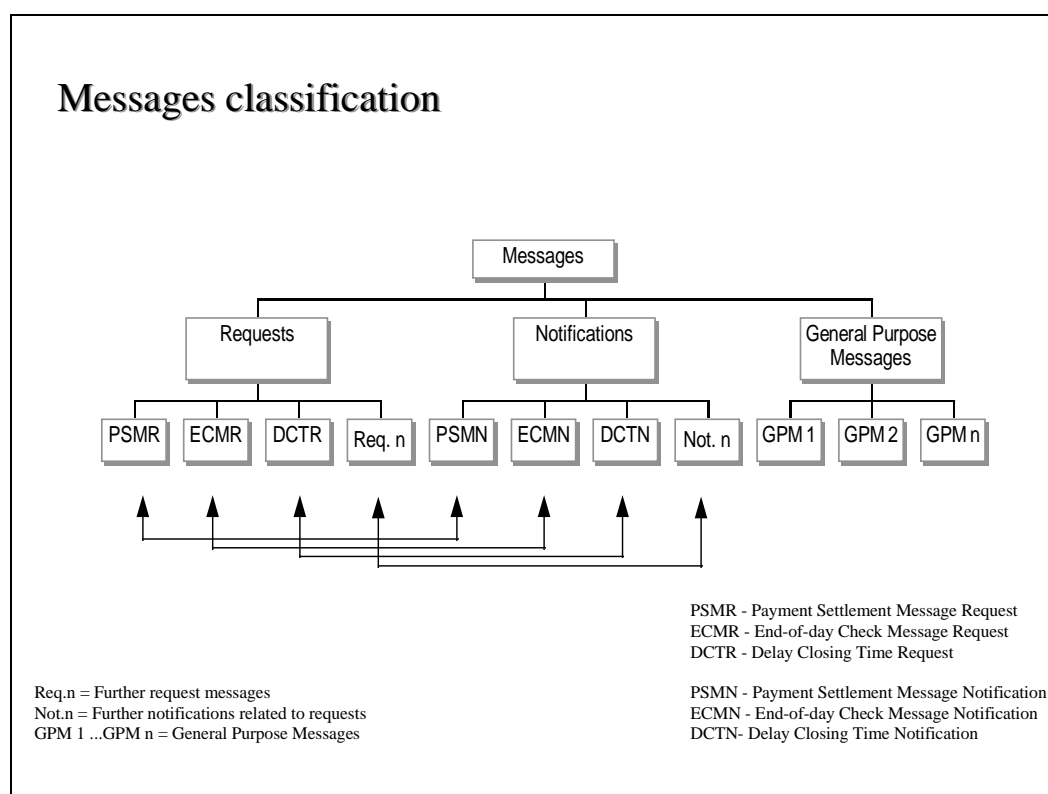 Messages classification
Messages
Requests
Notifications
General Purpose
Messages
PSMR
ECMR
DCTR
Req. n
PSMN
ECMN
DCTN
Not. n
GPM 1
GPM 2
GPM n
PSMR - Payment Settlement Message Request
ECMR - End-of-day Check Message Request
DCTR - Delay Closing Time Request
Req.n = Further request messages
Not.n = Further notifications related to requests
GPM 1 ...GPM n = General Purpose Messages
PSMN - Payment Settlement Message Notification
ECMN - End-of-day Check Message Notification
DCTN- Delay Closing Time Notification